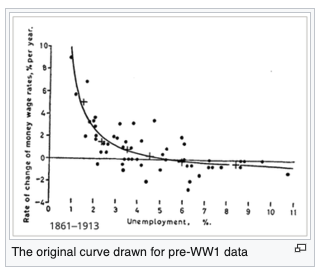 Rate of change of money wage rates, % per year.
10
8
6
4
2
0
-2
-4
0 1 2 3 4 5 6 7 8 9 10 11
1861–1913 Unemployment, %.
The original curve drawn for pre-WW1 data